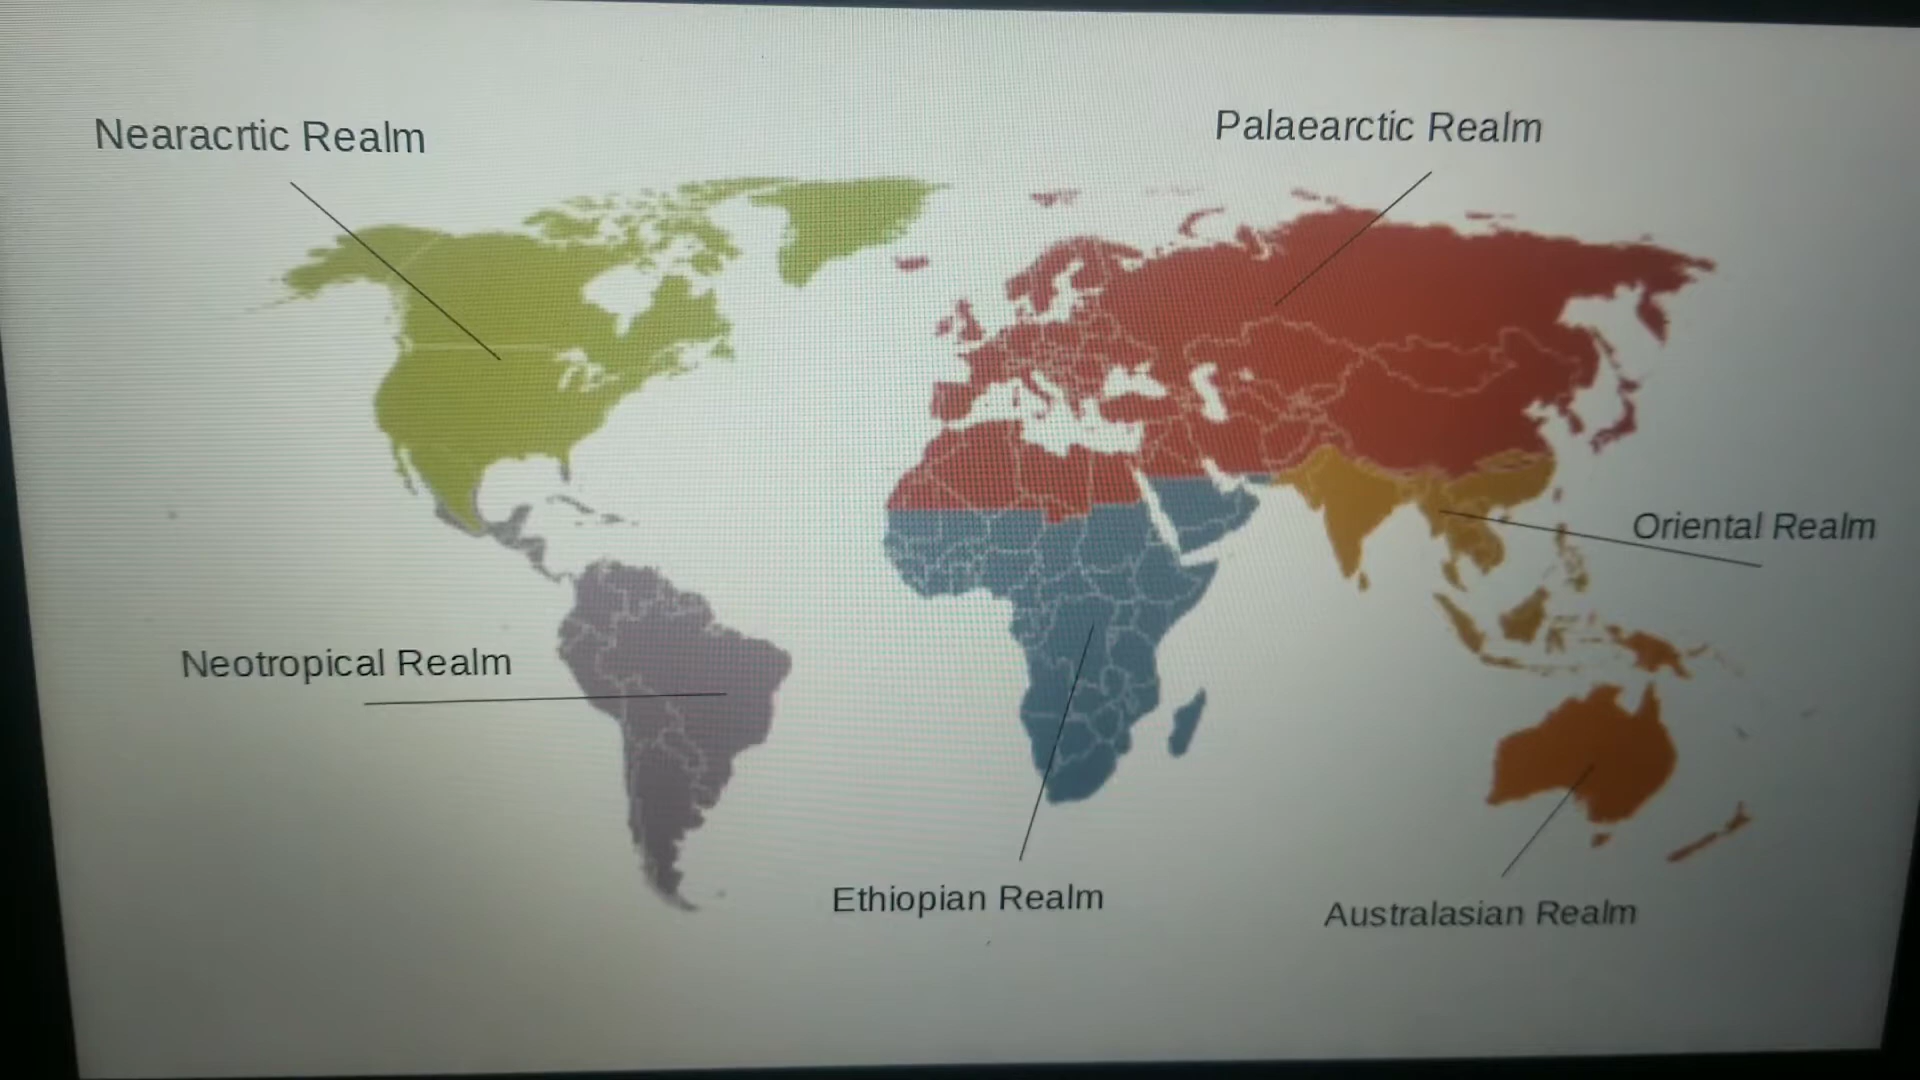 Nearacrtic Realm
Palaearctic Realm
Oriental Realm
Neotropical Realm
Ethiopian Realm
Australasian Realm